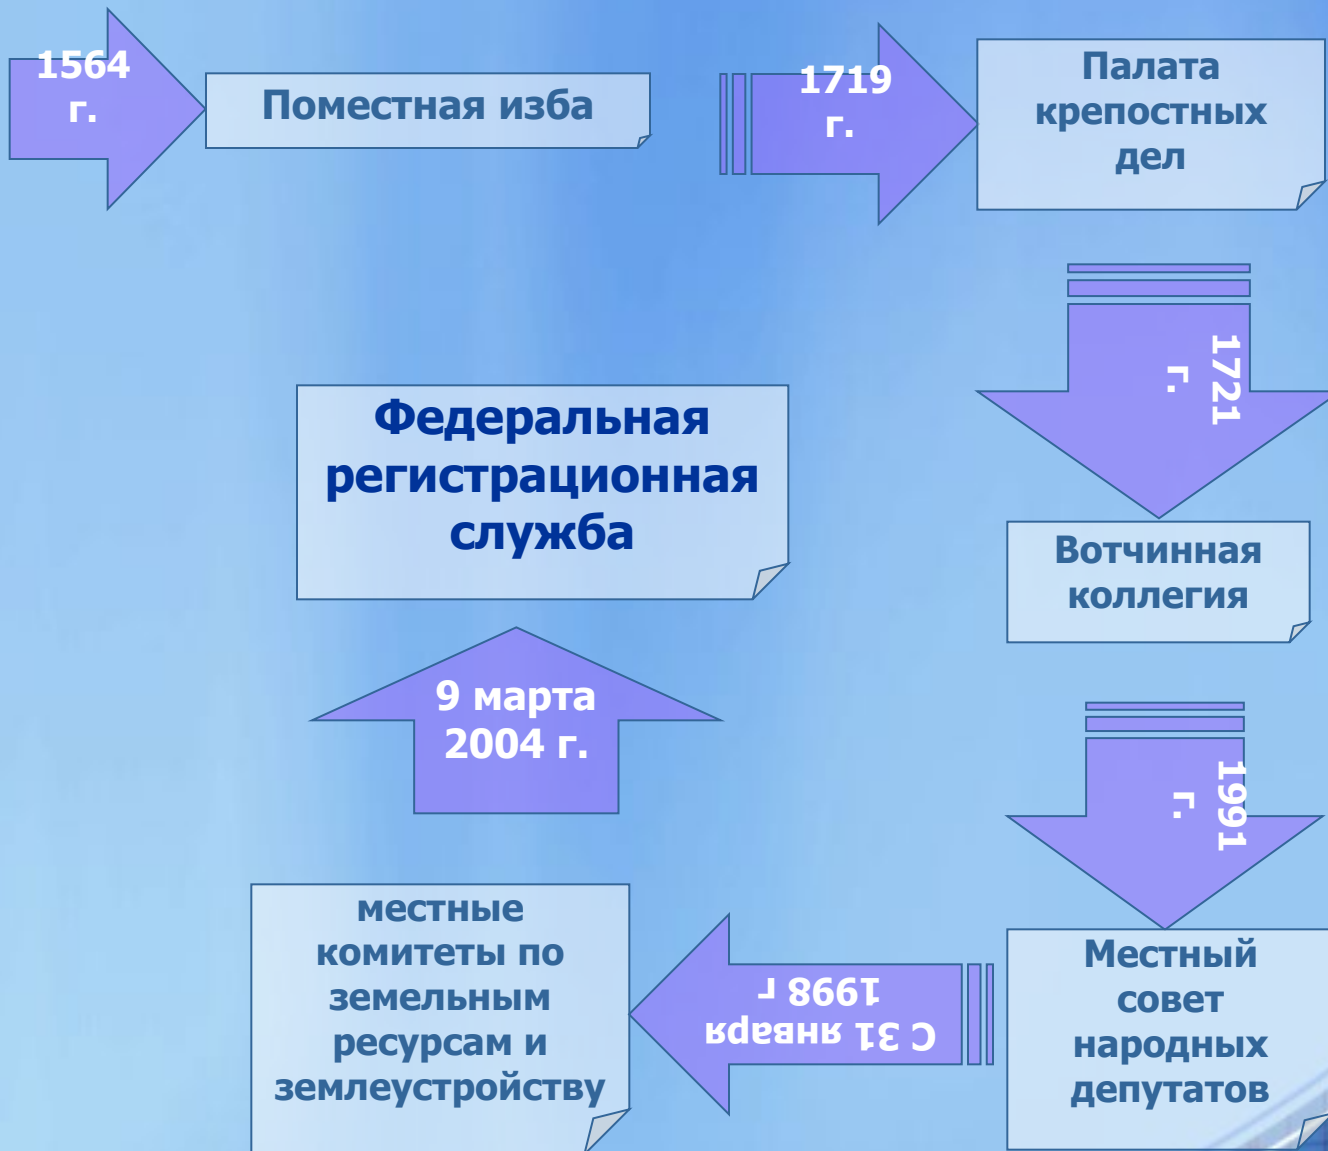 1564
г.
Поместная изба
1719
г.
Палата
крепостных
дел
1721
г.
Вотчинная
коллегия
1991
г.
Местный
совет
народных
депутатов
С 31 января
1998 г
местные
комитеты по
земельным
ресурсам и
землеустройству
9 марта
2004 г.
Федеральная
регистрационная
служба